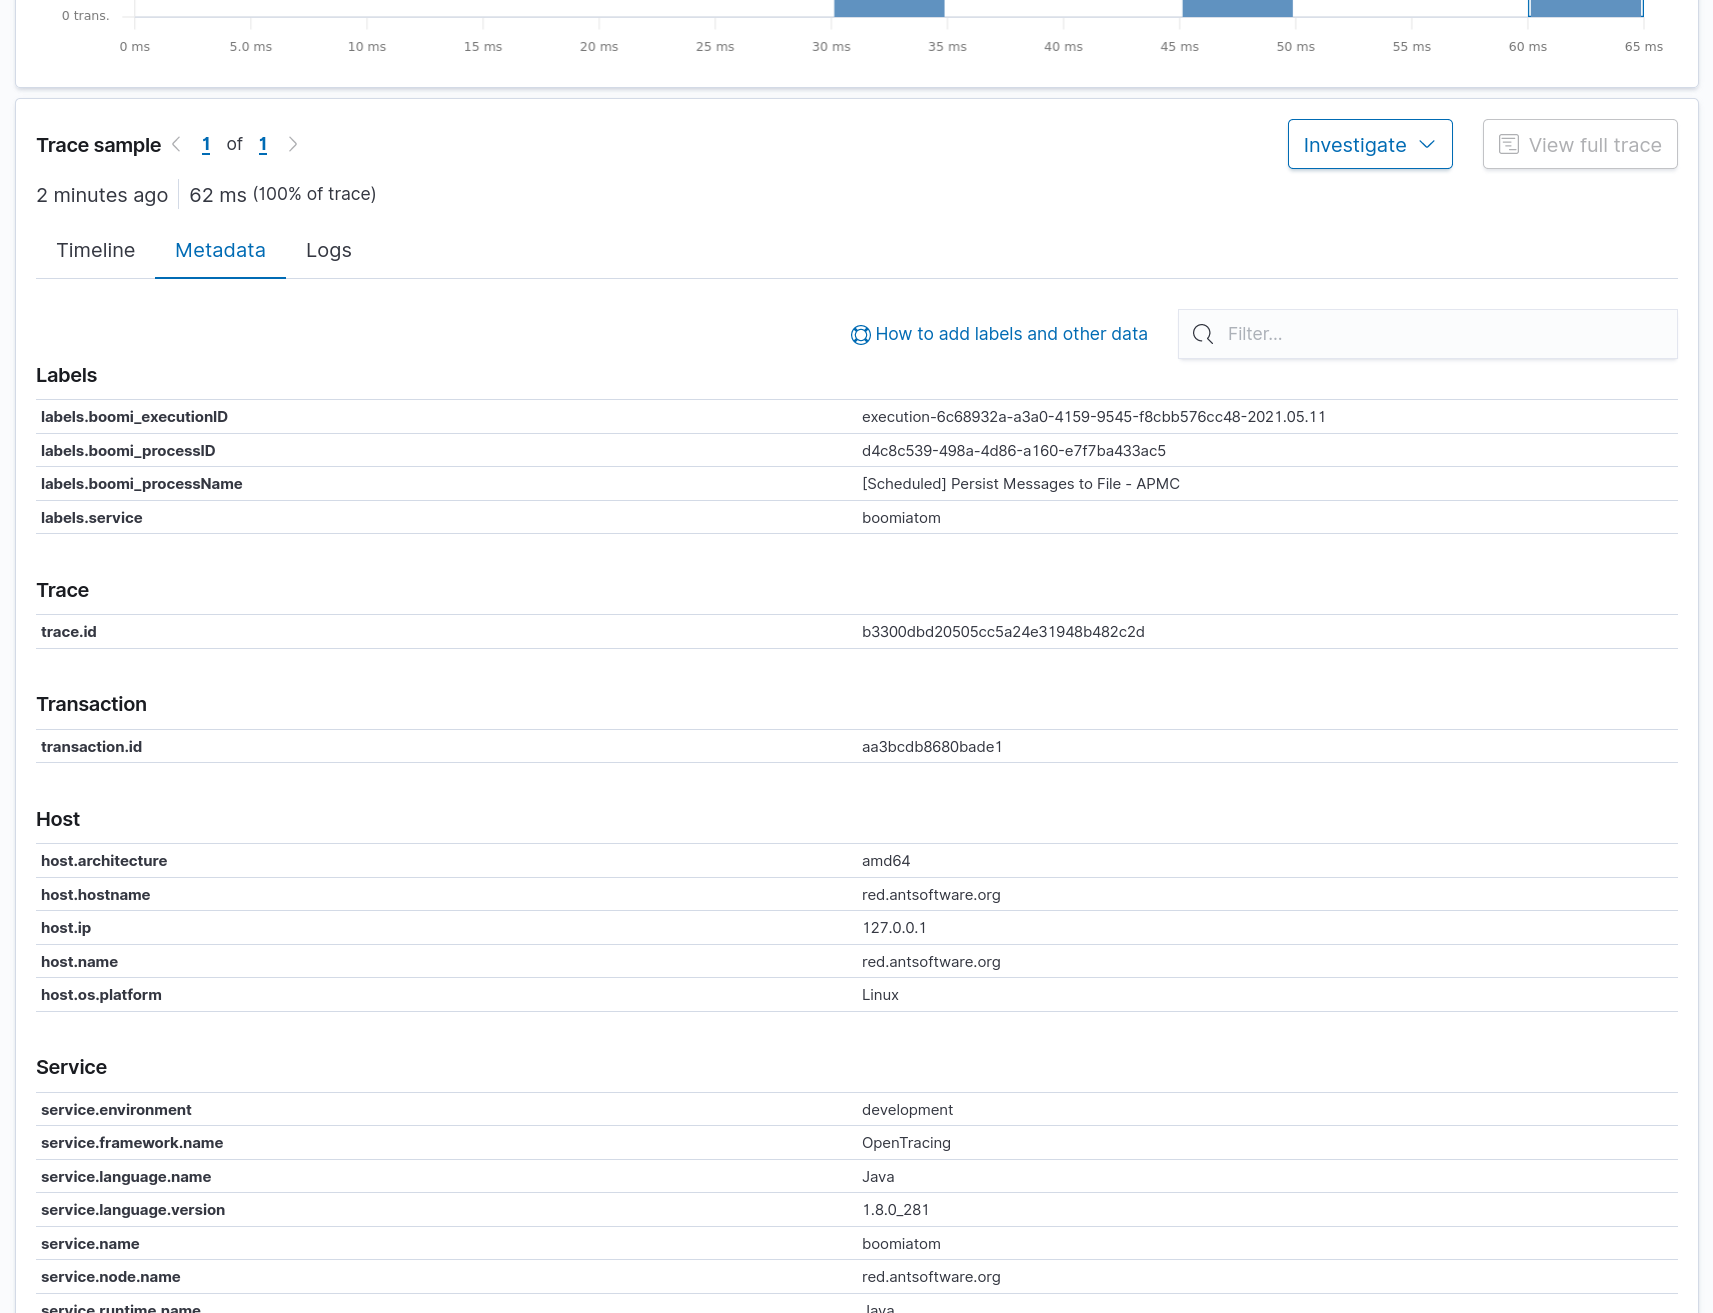 0 trans.
0 ms 5.0 ms 10 ms 15 ms 20 ms 25 ms 30 ms 35 ms 40 ms 45 ms 50 ms 55 ms 60 ms 65 ms
Trace sample 1 of 1 Investigate View full trace
2 minutes ago 62 ms (100% of trace)
Timeline Metadata Logs
How to add labels and other data Filter...
Labels
labels.boomi_executionID execution-6c68932a-a3a0-4159-9545-f8cbb576cc48-2021.05.11
labels.boomi_processID d4c8c539-498a-4d86-a160-e7f7ba433ac5
labels.boomi_processName [Scheduled] Persist Messages to File - APMC
labels.service boomiatom
Trace
trace.id b3300dbd20505cc5a24e31948b482c2d
Transaction
transaction.id aa3bcdb8680bade1
Host
host.architecture amd64
host.hostname red.antsoftware.org
host.ip 127.0.0.1
host.name red.antsoftware.org
host.os.platform Linux
Service
service.environment development
service.framework.name OpenTracing
service.language.name Java
service.language.version 1.8.0_281
service.name boomiatom
service.node.name red.antsoftware.org
service.runtime.name Java